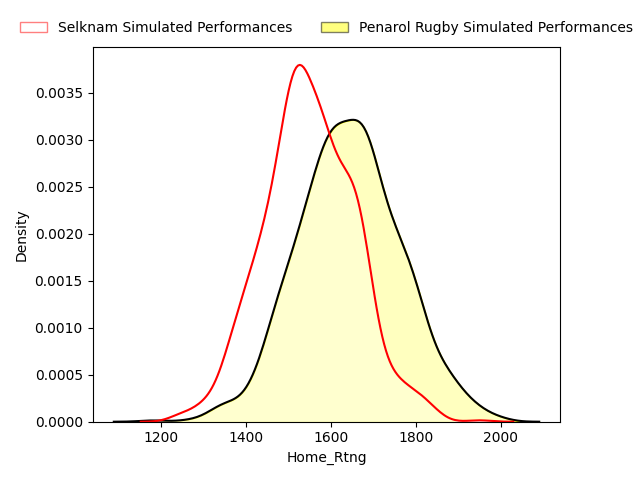 Selknam Simulated Performances
Penarol Rugby Simulated Performances
Density
0.0035
0.0030
0.0025
0.0020
0.0015
0.0010
0.0005
0.0000
1200 1400 1600 1800 2000
Home_Rtng